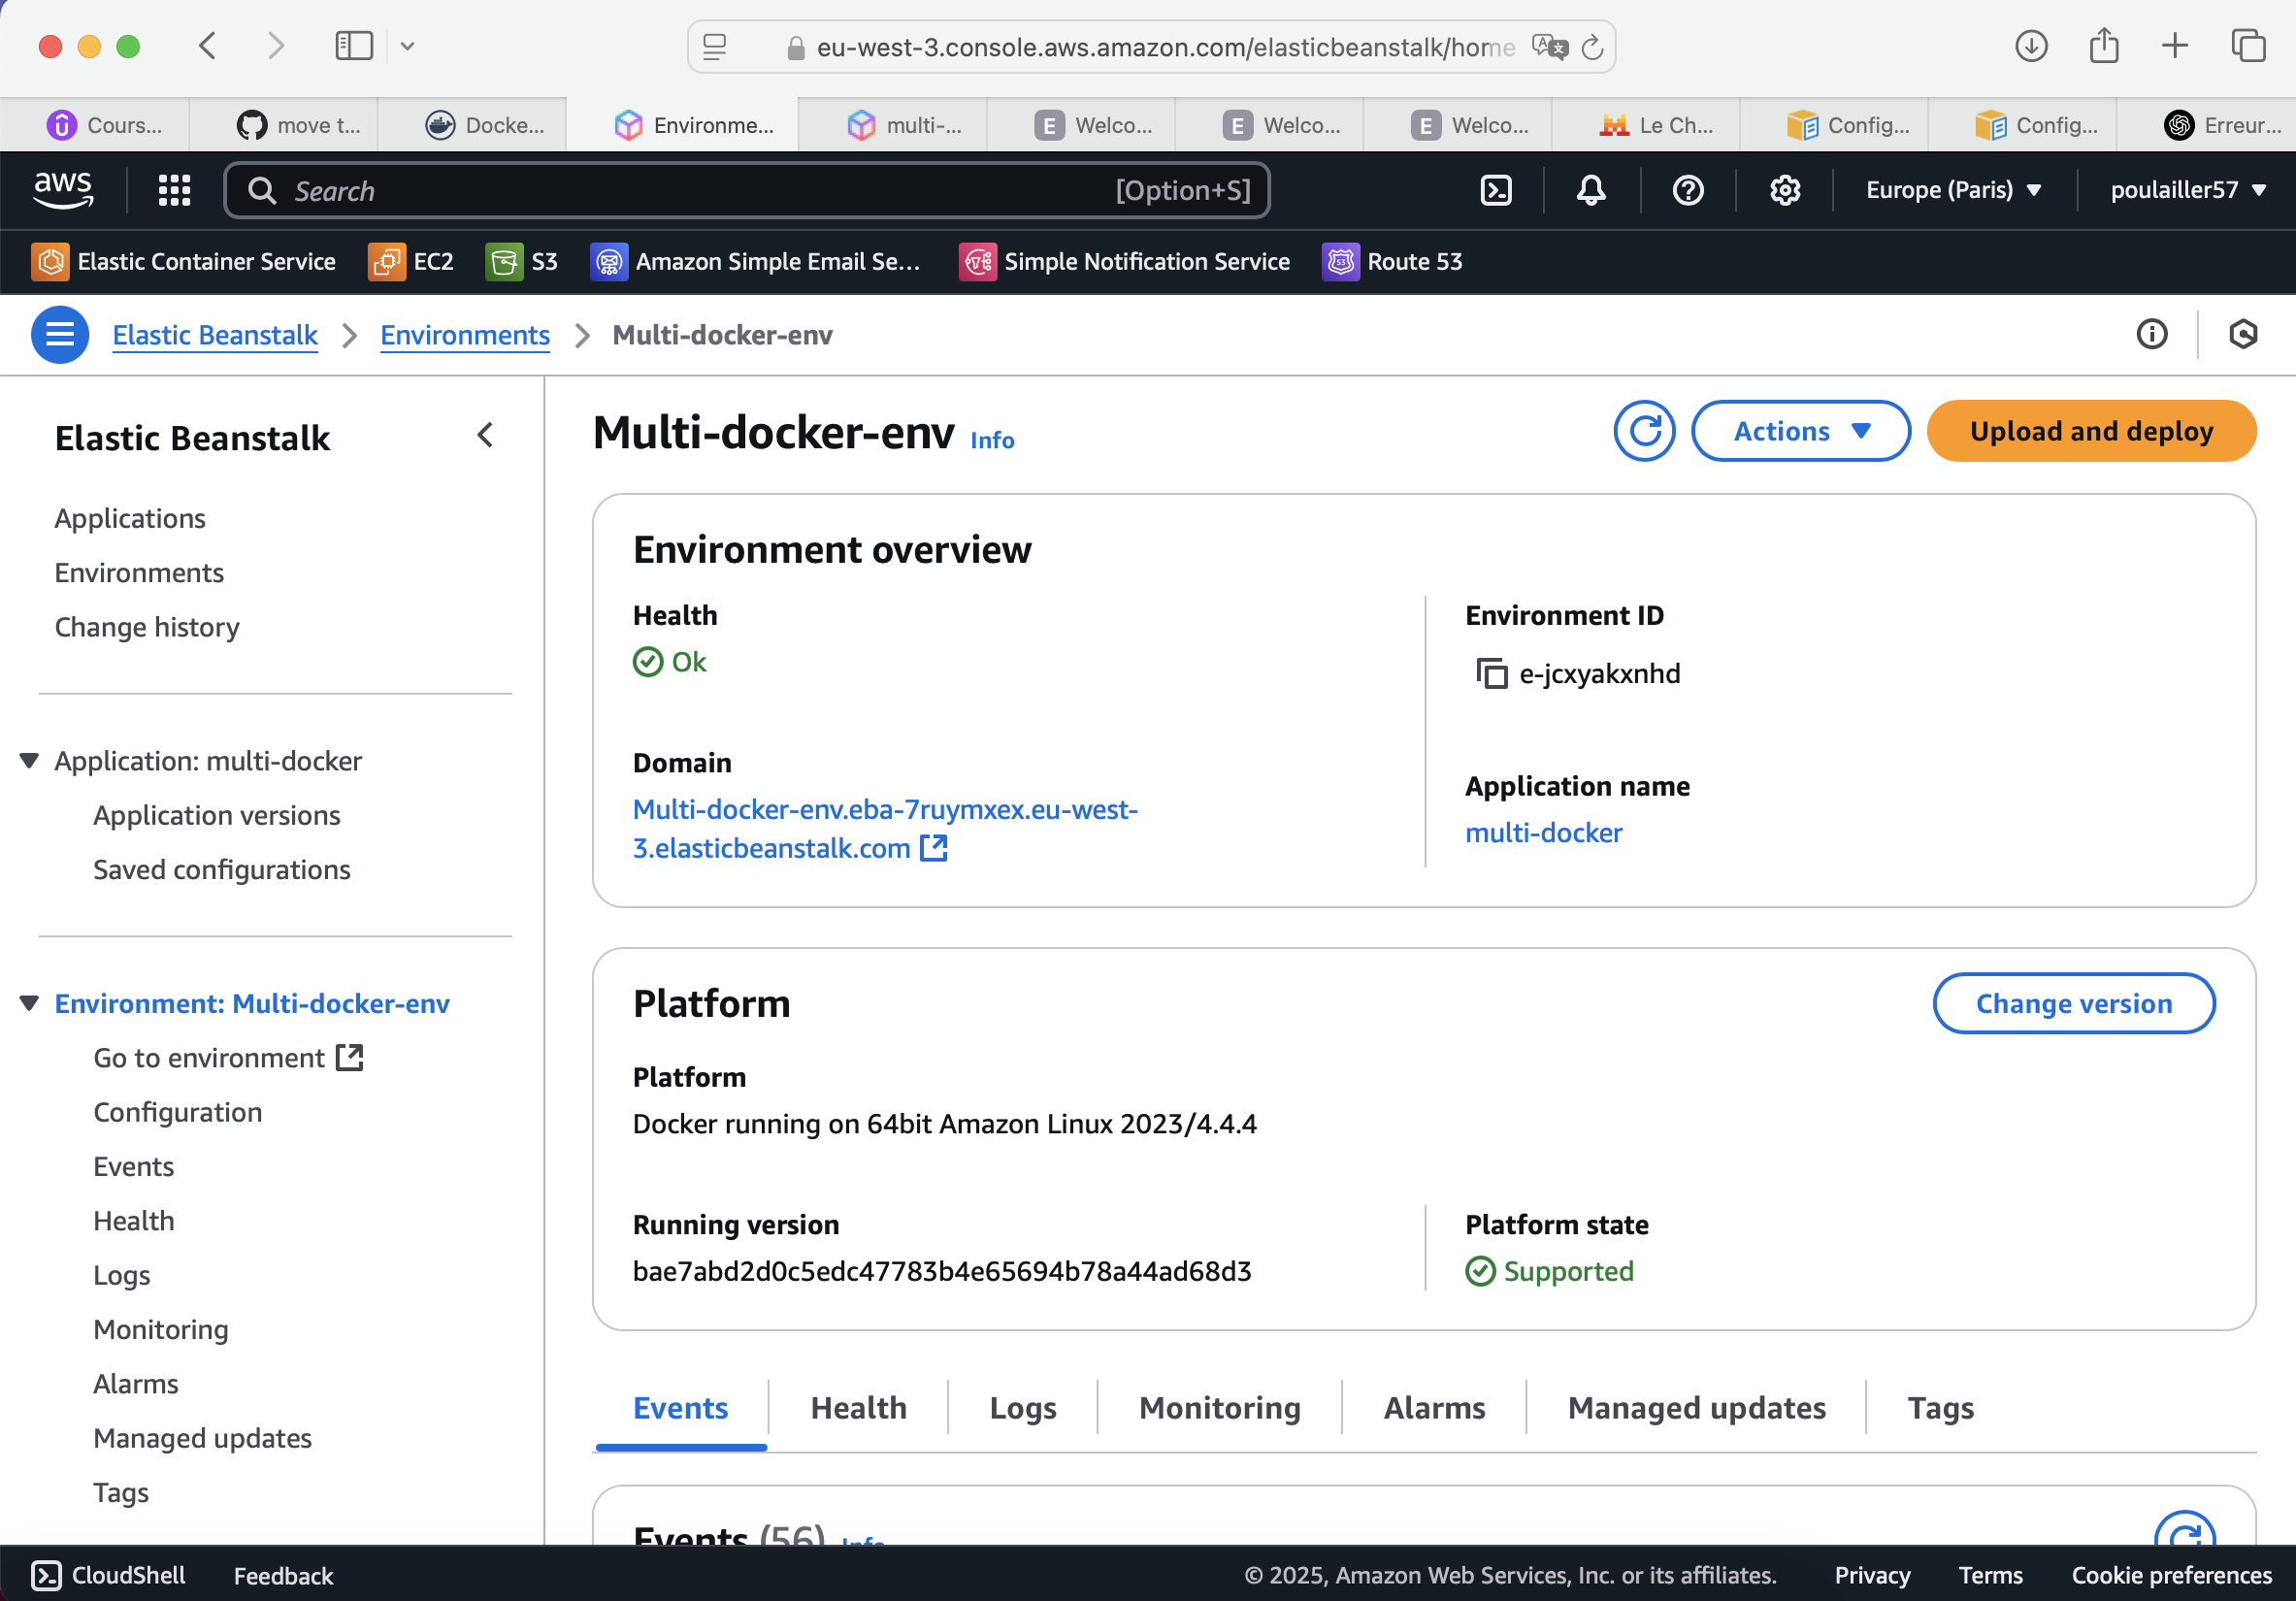 eu-west-3.console.aws.amazon.com/elasticbeanstalk/home
Cours...
move t...
Docke...
Environme...
multi-...
E Welco...
E Welco...
E Welco...
Le Ch...
Config...
Config...
Erreur...
aws
Search
[Option+S]
Europe (Paris)
poulailler57
Elastic Container Service
EC2
S3
Amazon Simple Email Se...
Simple Notification Service
Route 53
Elastic Beanstalk
Environments
Multi-docker-env
Elastic Beanstalk
Applications
Environments
Change history
Application: multi-docker
Application versions
Saved configurations
Environment: Multi-docker-env
Go to environment
Configuration
Events
Health
Logs
Monitoring
Alarms
Managed updates
Tags
Multi-docker-env Info
Actions
Upload and deploy
Environment overview
Health
Ok
Environment ID
e-jcxyakxnhd
Domain
Multi-docker-env.eba-7ruymxex.eu-west-
3.elasticbeanstalk.com
Application name
multi-docker
Platform
Change version
Platform
Docker running on 64bit Amazon Linux 2023/4.4.4
Running version
bae7abd2d0c5edc47783b4e65694b78a44ad68d3
Platform state
Supported
Events
Health
Logs
Monitoring
Alarms
Managed updates
Tags
Events (56) Info
CloudShell
Feedback
© 2025, Amazon Web Services, Inc. or its affiliates.
Privacy
Terms
Cookie preferences